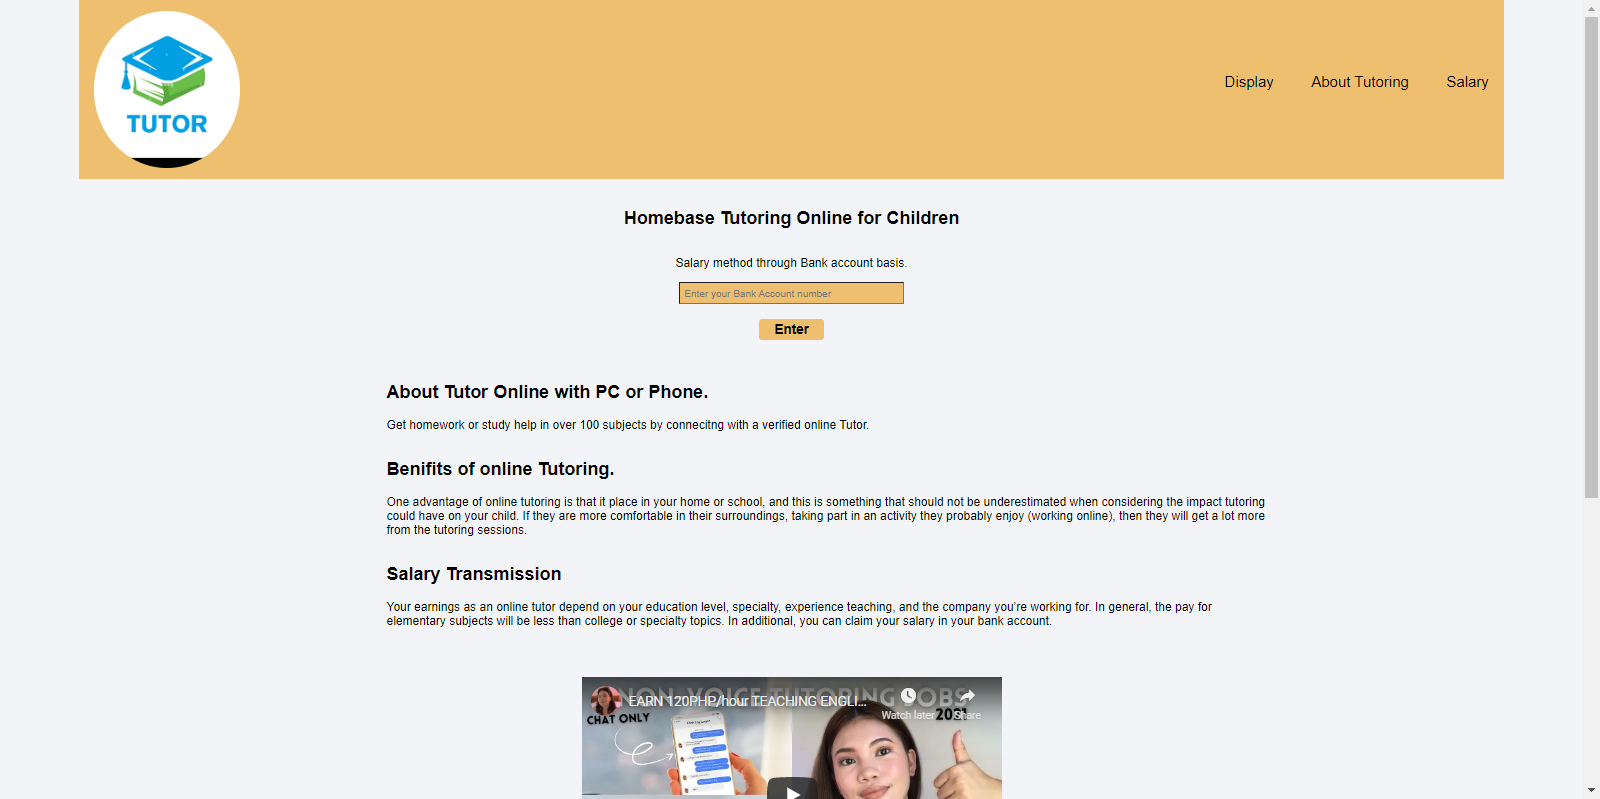 TUTOR
Display
About Tutoring
Salary
Homebase Tutoring Online for Children
Salary method through Bank account basis.
Enter your Bank Account number
Enter
About Tutor Online with PC or Phone.
Get homework or study help in over 100 subjects by connecitng with a verified online Tutor.
Benifits of online Tutoring.
One advantage of online tutoring is that it place in your home or school, and this is something that should not be underestimated when considering the impact tutoring
could have on your child. If they are more comfortable in their surroundings, taking part in an activity they probably enjoy (working online), then they will get a lot more
from the tutoring sessions.
Salary Transmission
Your earnings as an online tutor depend on your education level, specialty, experience teaching, and the company you're working for. In general, the pay for
elementary subjects will be less than college or specialty topics. In additional, you can claim your salary in your bank account.
NON-VOICE TUTORING JOBS
EARN 120PHP/hour TEACHING ENGLI...
Watch later
Share
CHAT ONLY
2021